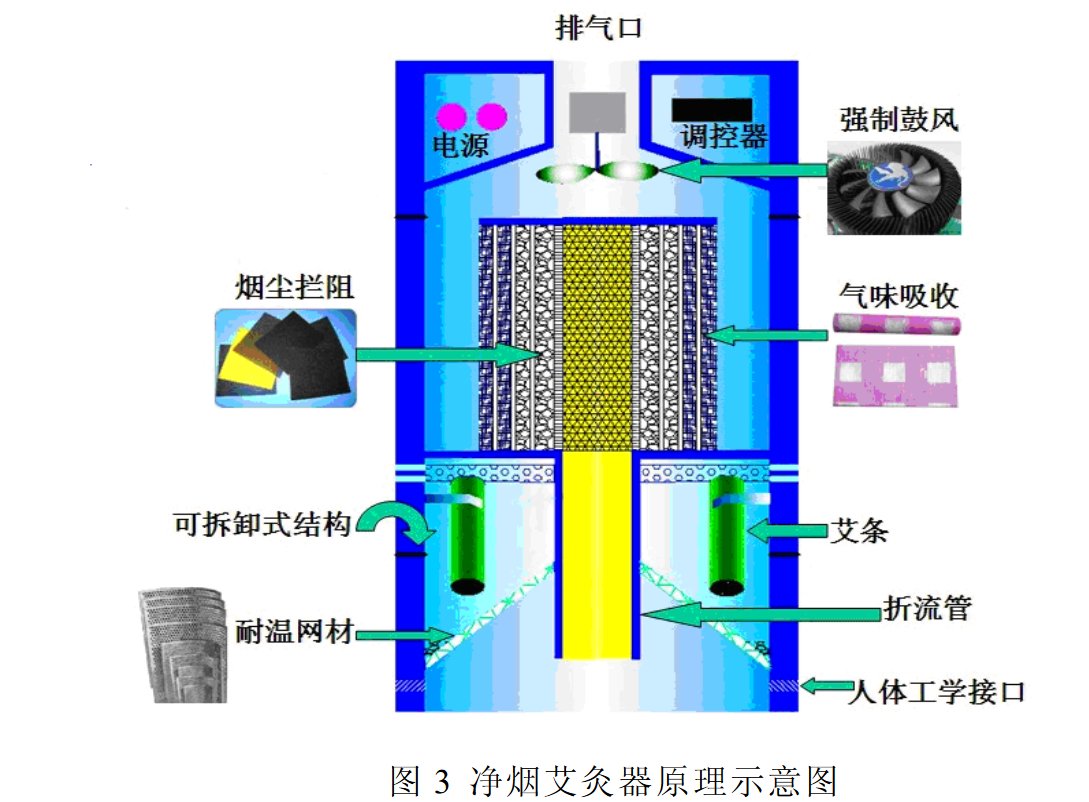 排气口
电源
调控器
强制鼓风
烟尘拦阻
气味吸收
可拆卸式结构
艾条
耐温网材
折流管
人体工学接口
图 3 净烟艾灸器原理示意图